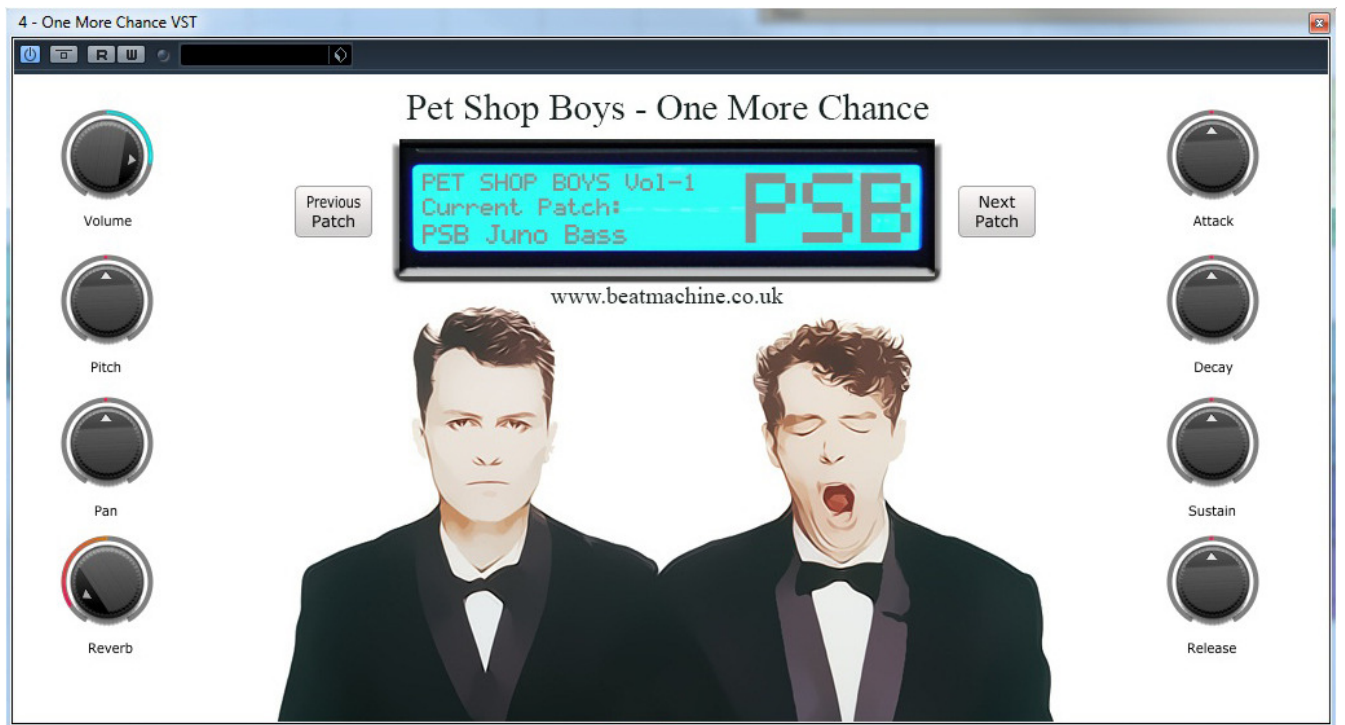 4 - One More Chance VST
R W
Pet Shop Boys - One More Chance
PET SHOP BOYS Vol-1
Current Patch:
PSB Juno Bass
PSB
Previous
Patch
Next
Patch
www.beatmachine.co.uk
Volume
Pitch
Pan
Reverb
Attack
Decay
Sustain
Release